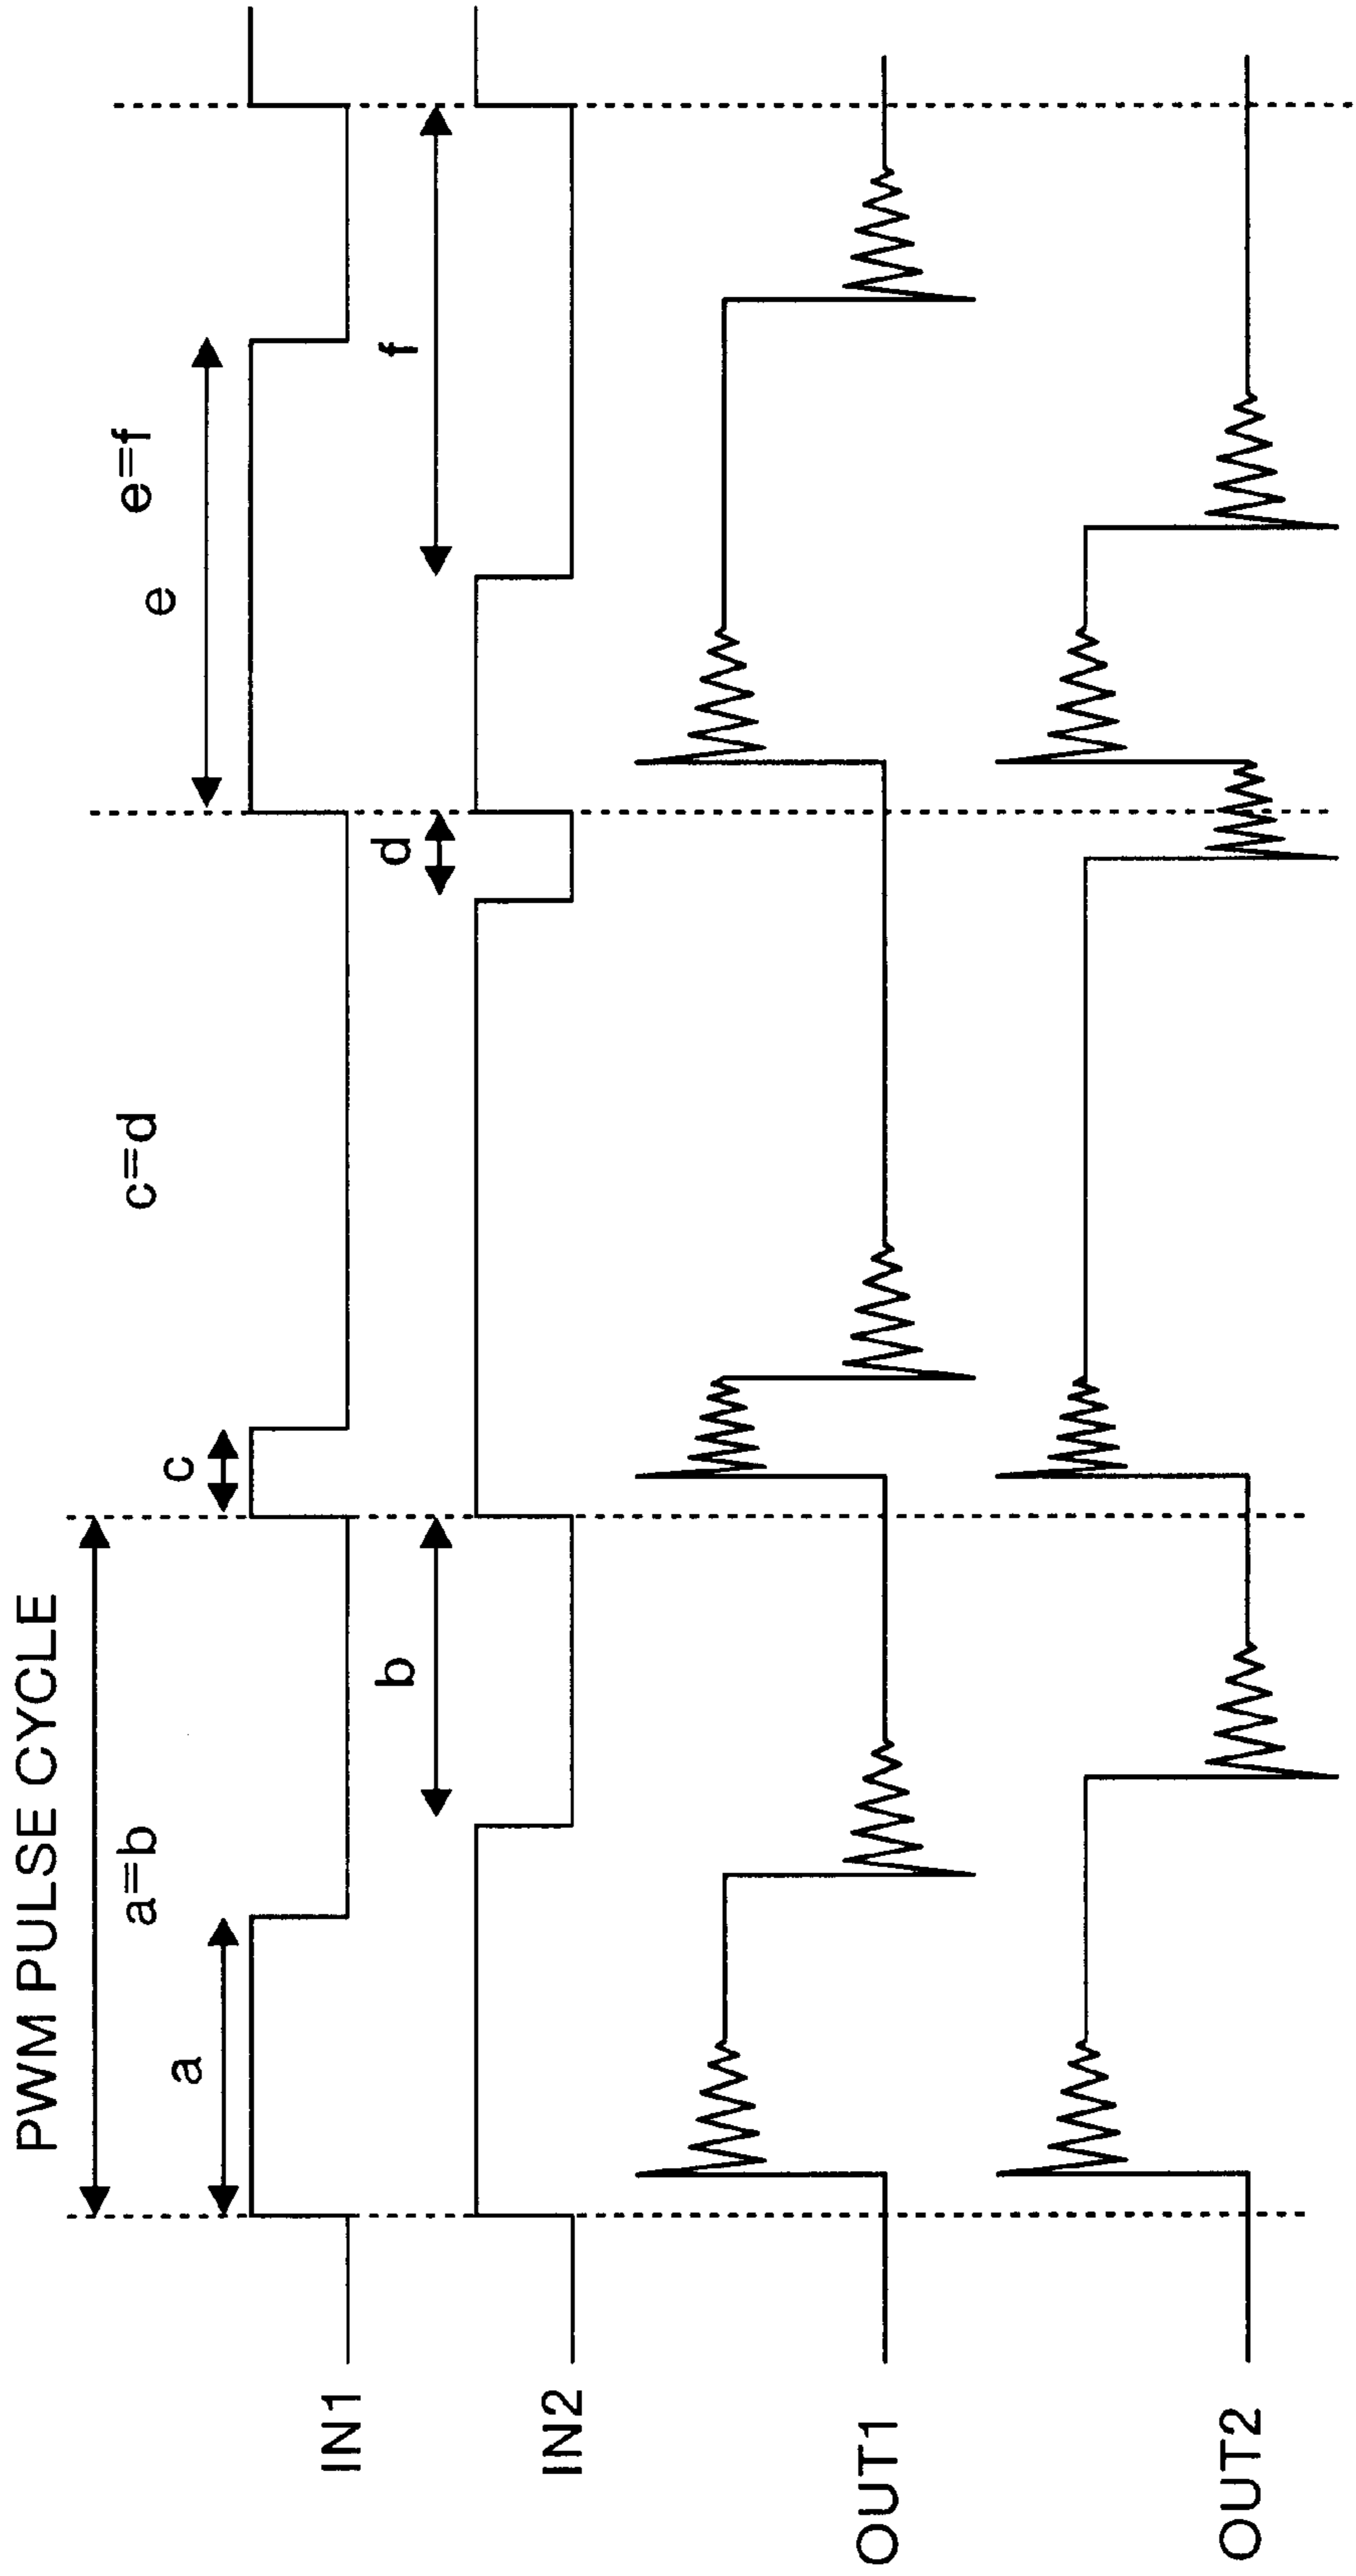 PWM PULSE CYCLE
a=b
c=d
e=f
a
c
e
b
d
f
IN1
IN2
OUT1
OUT2